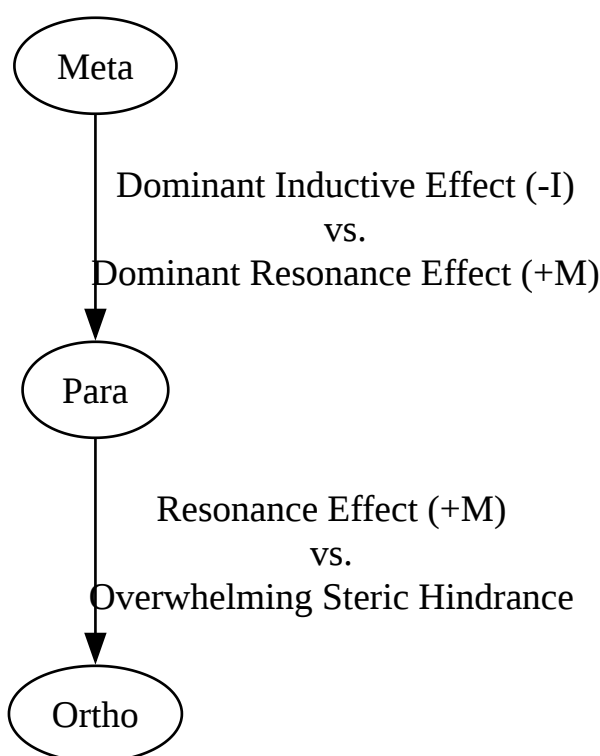 Meta
Dominant Inductive Effect (-I)
vs.
Dominant Resonance Effect (+M)
Para
Resonance Effect (+M)
vs.
Overwhelming Steric Hindrance
Ortho